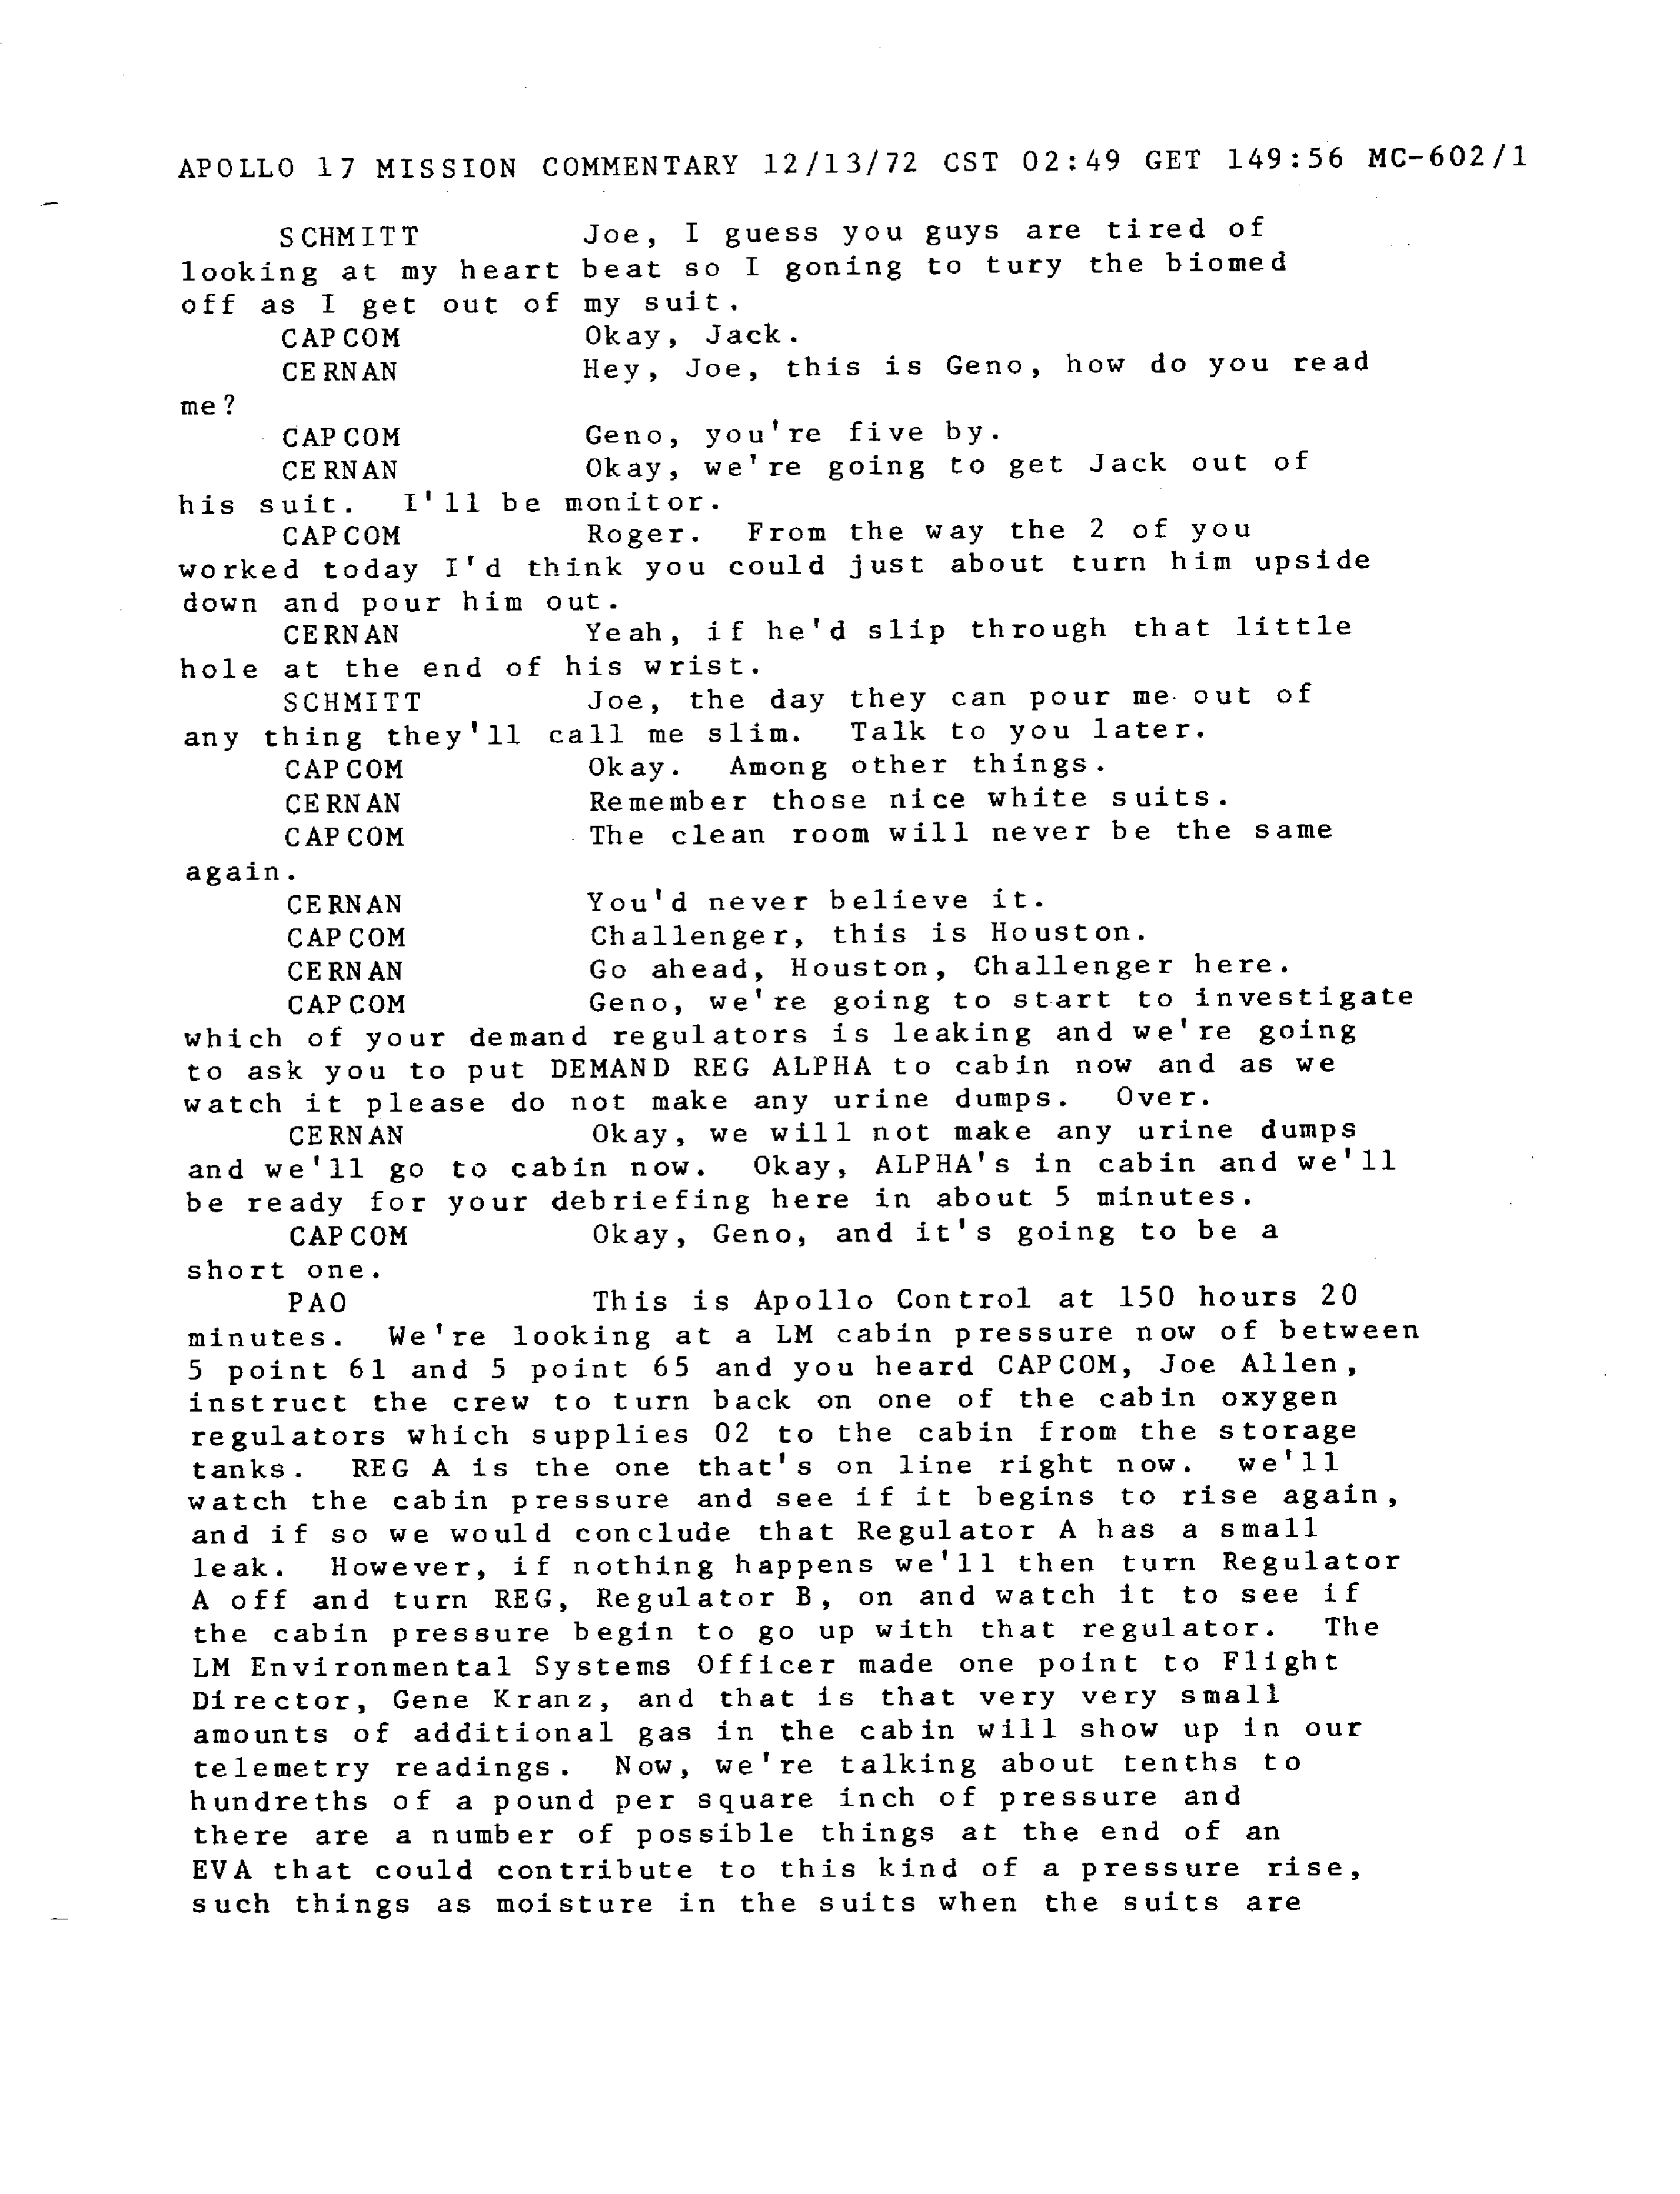 APOLLO 17 MISSION COMMENTARY 12/13/72 CST 02:49 GET 149:56 MC-602/1
SCHMITT Joe, I guess you guys are tired of
looking at my heart beat so I goning to tury the biomed
off as I get out of my suit.
CAPCOM Okay, Jack.
CERNAN Hey, Joe, this is Geno, how do you read
me?
CAPCOM Geno, you're five by.
CERNAN Okay, we're going to get Jack out of
his suit. I'll be monitor.
CAPCOM Roger. From the way the 2 of you
worked today I'd think you could just about turn him upside
down and pour him out.
CERNAN Yeah, if he'd slip through that little
hole at the end of his wrist.
SCHMITT Joe, the day they can pour me out of
any thing they'll call me slim. Talk to you later.
CAPCOM Okay. Among other things.
CERNAN Remember those nice white suits.
CAPCOM The clean room will never be the same
again.
CERNAN You'd never believe it.
CAPCOM Challenger, this is Houston.
CERNAN Go ahead, Houston, Challenger here.
CAPCOM Geno, we're going to start to investigate
which of your demand regulators is leaking and we're going
to ask you to put DEMAND REG ALPHA to cabin now and as we
watch it please do not make any urine dumps. Over.
CERNAN Okay, we will not make any urine dumps
and we'll go to cabin now. Okay, ALPHA's in cabin and we'll
be ready for your debriefing here in about 5 minutes.
CAPCOM Okay, Geno, and it's going to be a
short one.
PAO This is Apollo Control at 150 hours 20
minutes. We're looking at a LM cabin pressure now of between
5 point 61 and 5 point 65 and you heard CAPCOM, Joe Allen,
instruct the crew to turn back on one of the cabin oxygen
regulators which supplies 02 to the cabin from the storage
tanks. REG A is the one that's on line right now. we'll
watch the cabin pressure and see if it begins to rise again,
and if so we would conclude that Regulator A has a small
leak. However, if nothing happens we'll then turn Regulator
A off and turn REG, Regulator B, on and watch it to see if
the cabin pressure begin to go up with that regulator. The
LM Environmental Systems Officer made one point to Flight
Director, Gene Kranz, and that is that very very small
amounts of additional gas in the cabin will show up in our
telemetry readings. Now, we're talking about tenths to
hundreths of a pound per square inch of pressure and
there are a number of possible things at the end of an
EVA that could contribute to this kind of a pressure rise,
such things as moisture in the suits when the suits are